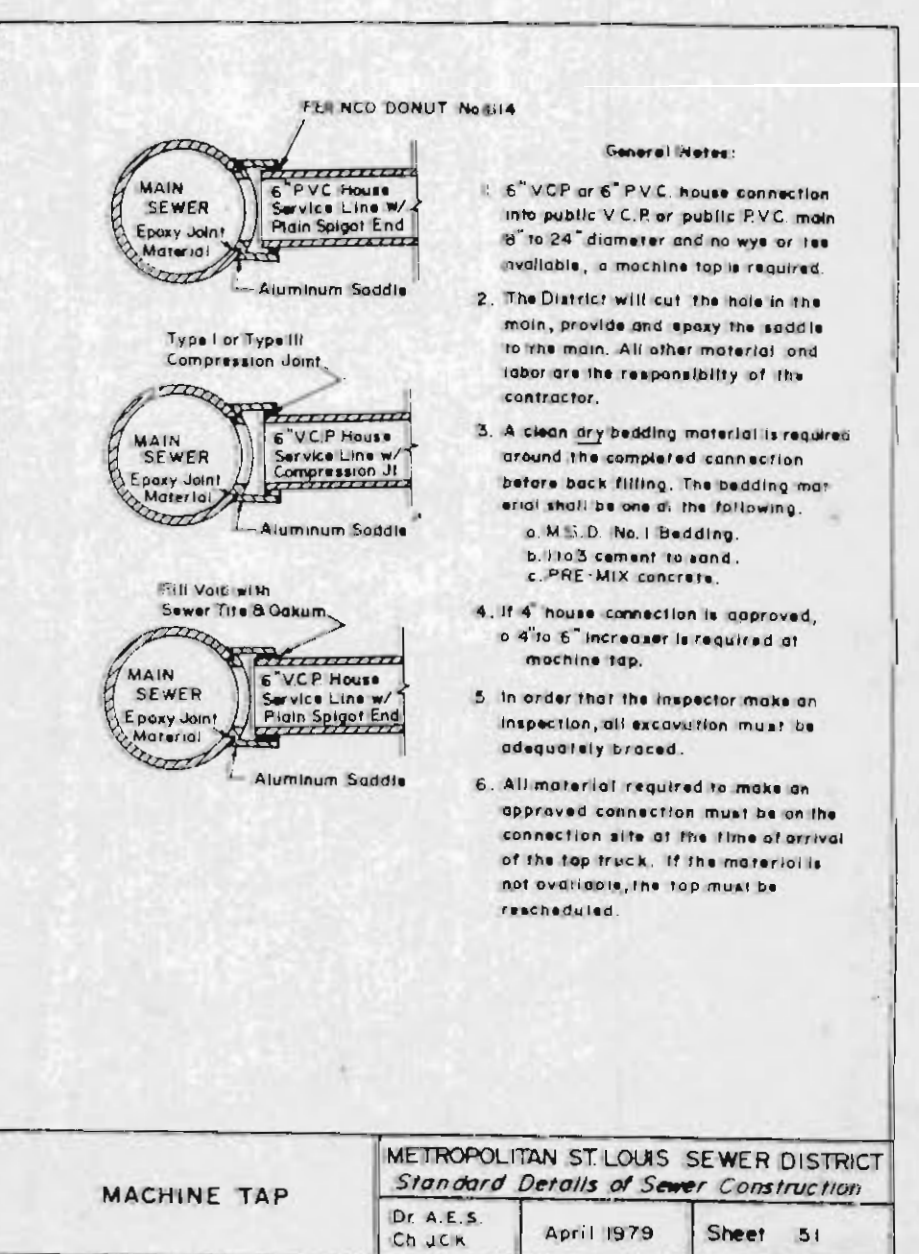 FERNCO DONUT No 614
MAIN
SEWER
Epoxy Joint
Material
6" PVC House
Service Line w/
Plain Spigot End
Aluminum Saddle
Type I or Type III
Compression Joint
MAIN
SEWER
Epoxy Joint
Material
6" V.C.P House
Service Line w/
Compression Jt
Aluminum Saddle
Fill Void with
Sewer Tite & Oakum
MAIN
SEWER
Epoxy Joint
Material
6" VCP House
Service Line w/
Plain Spigot End
Aluminum Saddle
General Notes:
1. 6" VCP or 6" PVC. house connection
into public V.C.P. or public P.V.C. main
8" to 24" diameter and no wye or tee
available, a machine tap is required.
2. The District will cut the hole in the
main, provide and epoxy the saddle
to the main. All other material and
labor are the responsiblity of the
contractor.
3. A clean dry bedding material is required
around the completed connection
before back filling. The bedding mat
erial shall be one of the following.
a. M.S.D. No. 1 Bedding.
b. 1 to 3 cement to sand.
c. PRE-MIX concrete.
4. If 4" house connection is approved,
a 4" to 6" increaser is required at
machine tap.
5 In order that the inspector make an
inspection, all excavation must be
adequately braced.
6. All material required to make an
approved connection must be on the
connection site at the time of arrival
of the tap truck. If the material is
not available, the tap must be
rescheduled.
MACHINE TAP
METROPOLITAN ST. LOUIS SEWER DISTRICT
Standard Details of Sewer Construction
Dr. A.E.S.
Ch JCK
April 1979
Sheet 51